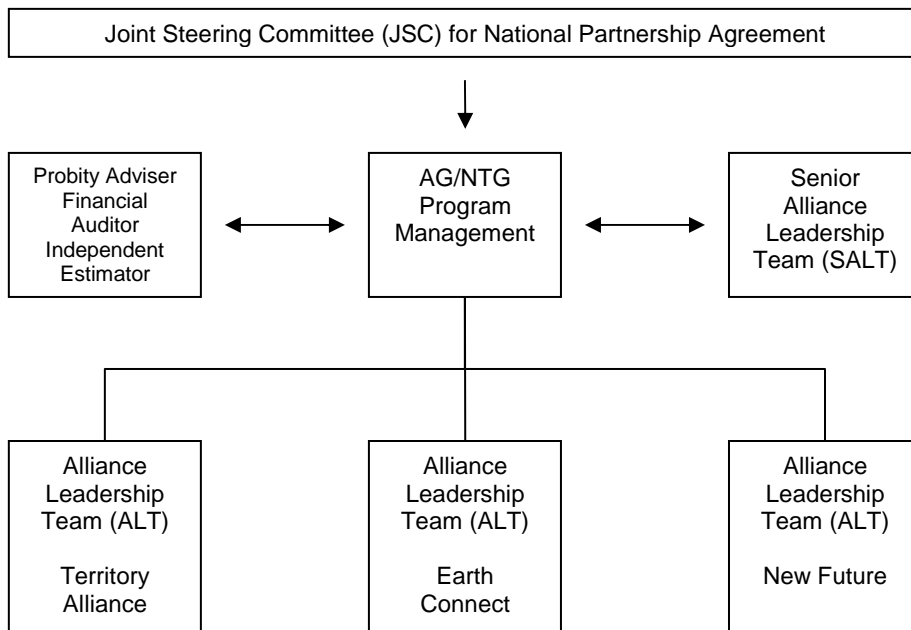 Joint Steering Committee (JSC) for National Partnership Agreement
Probity Adviser
Financial
Auditor
Independent
Estimator
AG/NTG
Program
Management
Senior
Alliance
Leadership
Team (SALT)
Alliance
Leadership
Team (ALT)
Territory
Alliance
Alliance
Leadership
Team (ALT)
Earth
Connect
Alliance
Leadership
Team (ALT)
New Future